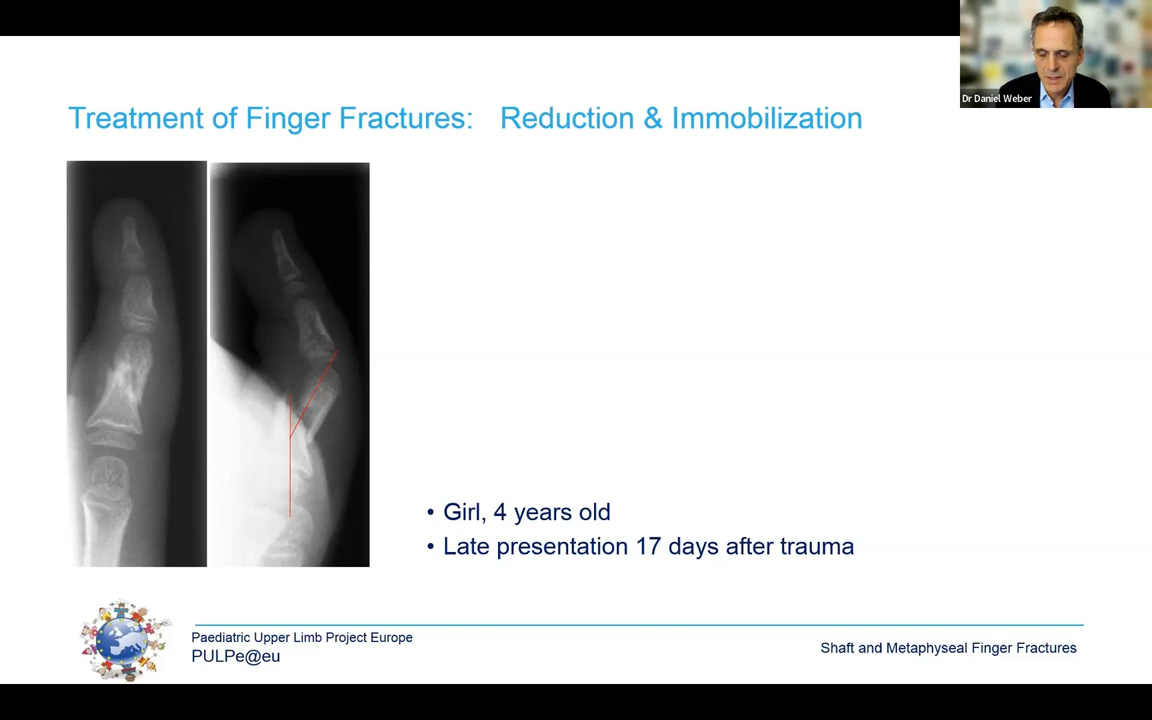 Dr Daniel Weber
Treatment of Finger Fractures: Reduction & Immobilization
• Girl, 4 years old
• Late presentation 17 days after trauma
Paediatric Upper Limb Project Europe
PULPe@eu
Shaft and Metaphyseal Finger Fractures